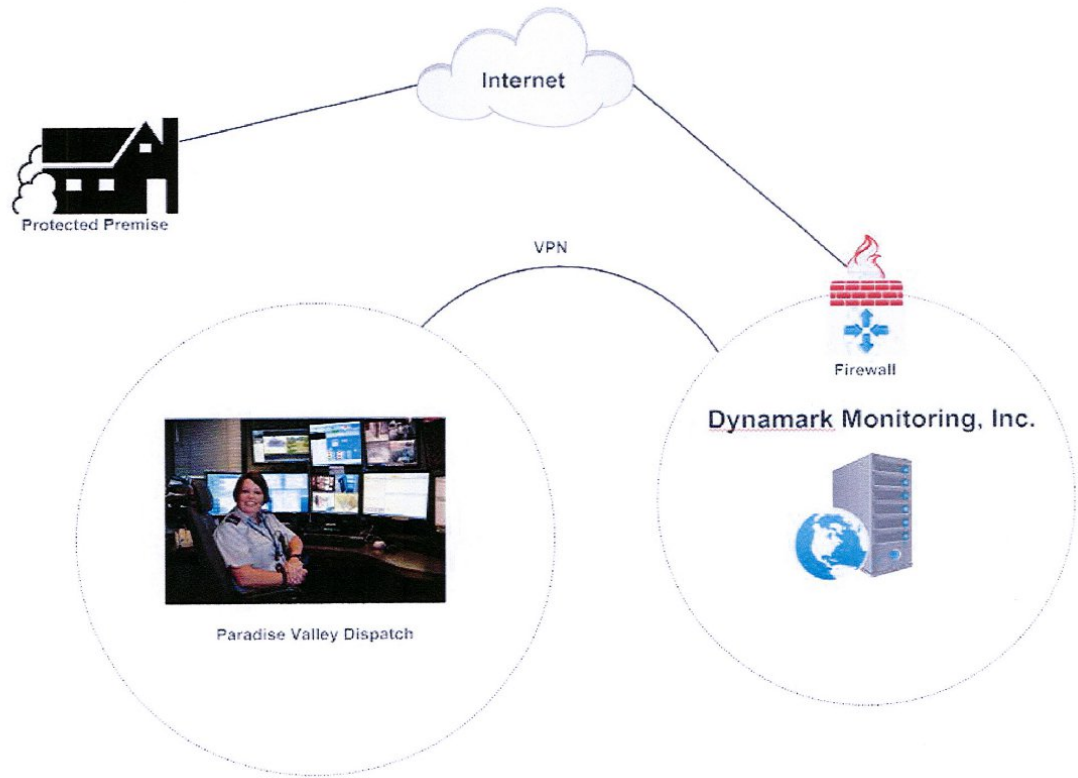 Internet
Protected Premise
VPN
Firewall
Dynamark Monitoring, Inc.
Paradise Valley Dispatch